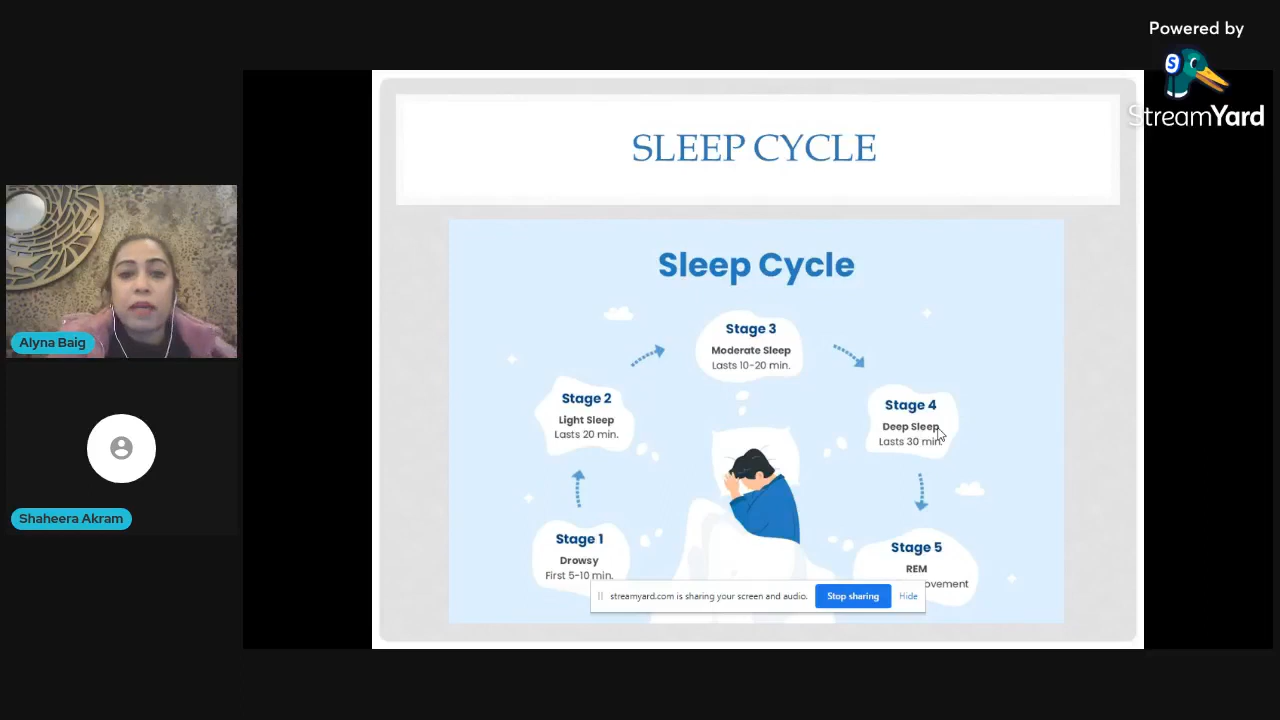 Powered by
StreamYard
SLEEP CYCLE
Sleep Cycle
Stage 1
Drowsy
First 5-10 min.
Stage 2
Light Sleep
Lasts 20 min.
Stage 3
Moderate Sleep
Lasts 10-20 min.
Stage 4
Deep Sleep
Lasts 30 min.
Stage 5
REM
streamyard.com is sharing your screen and audio.
Stop sharing
Hide
Alyna Baig
Shaheera Akram